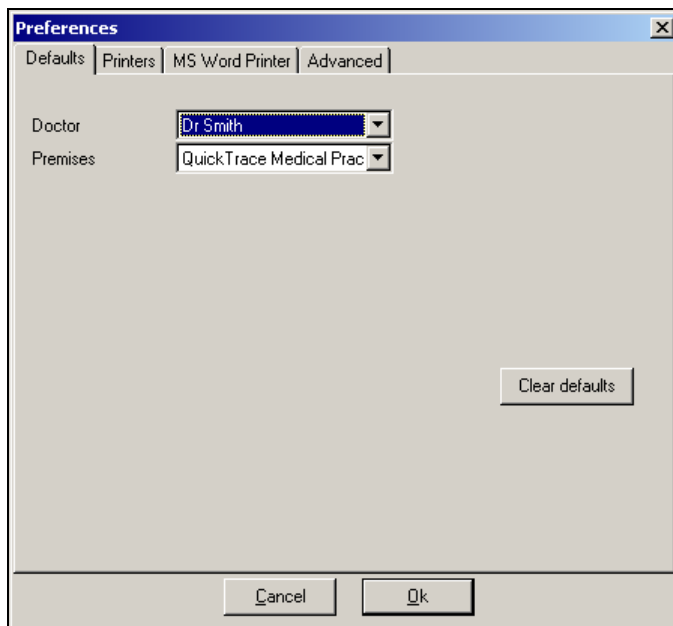 Preferences
Defaults Printers MS Word Printer Advanced
Doctor Dr Smith
Premises QuickTrace Medical Prac
Clear defaults
Cancel Ok